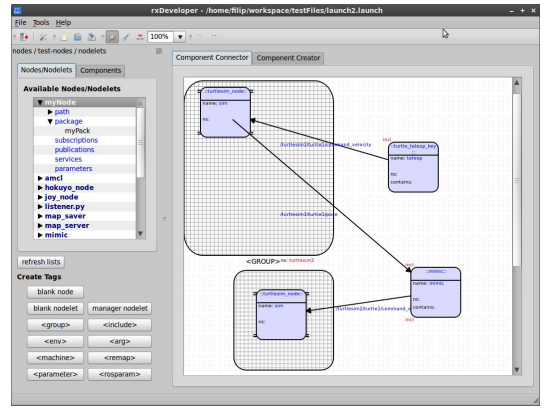 rxDeveloper - /home/filip/workspace/testFiles/launch2.launch
File Tools Help
100%
nodes / test-nodes / nodelets
Nodes/Nodelets Components
Available Nodes/Nodelets
myNode
path
package
myPack
subscriptions
publications
services
parameters
amcl
hokuyo_node
joy_node
listener.py
map_saver
map_server
mimic
refresh lists
Create Tags
blank node
blank nodelet manager nodelet
<group> <include>
<env> <arg>
<machine> <remap>
<parameter> <rosparam>
Component Connector Component Creator
::turtlesim_node::
name: sim
ns:
/turtlesim1/turtle1/command_velocity
incl
::turtle_teleop_key
::
name: teleop
ns:
contains:
/turtlesim1/turtle1/pose
<GROUP> ns: turtlesim2
incl
::mimic::
name: mimic
ns:
contains:
incl
::turtlesim_node::
name: sim
ns:
/turtlesim2/turtle1/command_v